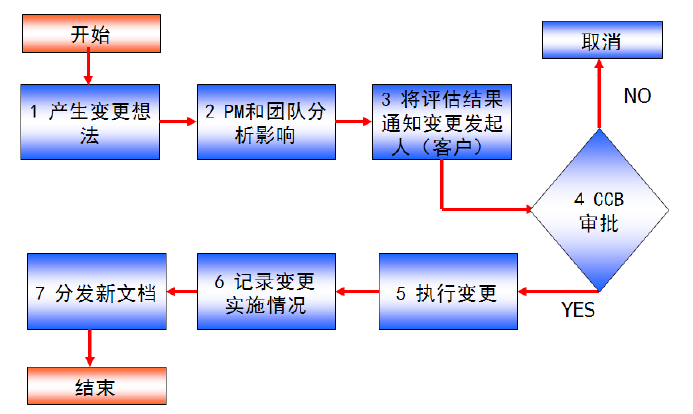 开始
取消
1 产生变更想
法
2 PM和团队分
析影响
3 将评估结果
通知变更发起
人（客户）
NO
4 CCB
审批
7 分发新文档
6 记录变更
实施情况
5 执行变更
YES
结束